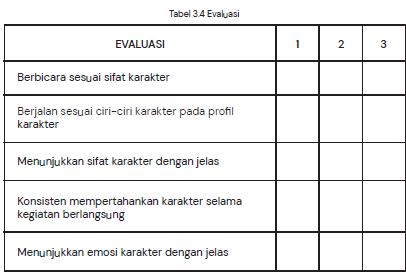 Tabel 3.4 Evaluasi
EVALUASI 1 2 3
Berbicara sesuai sifat karakter
Berjalan sesuai ciri-ciri karakter pada profil
karakter
Menunjukkan sifat karakter dengan jelas
Konsisten mempertahankan karakter selama
kegiatan berlangsung
Menunjukkan emosi karakter dengan jelas